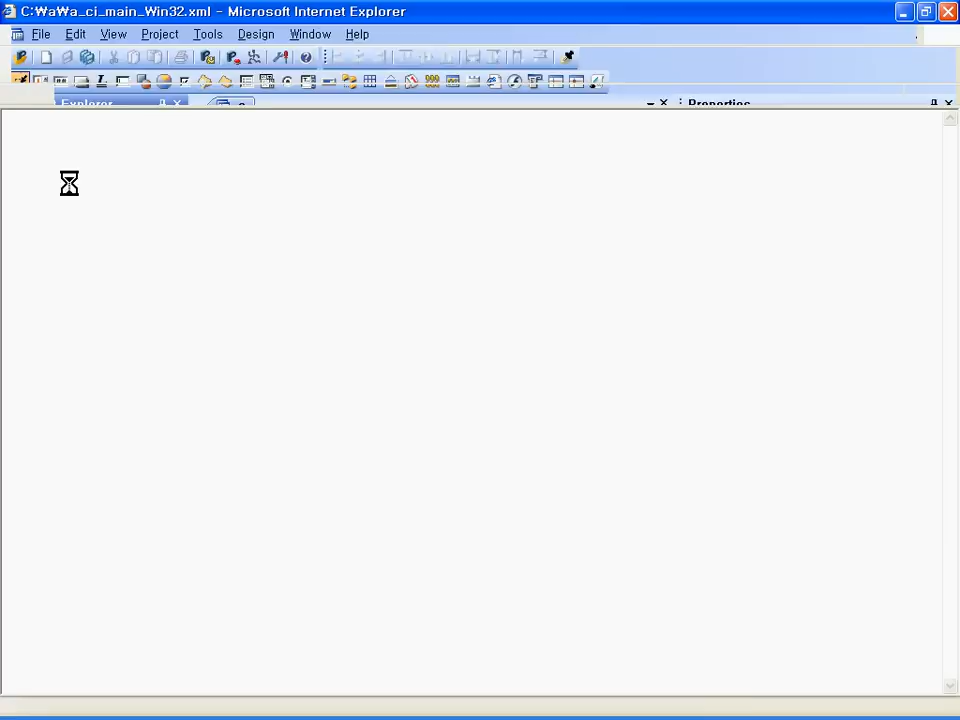 C:₩a₩a_ci_main_Win32.xml - Microsoft Internet Explorer
File Edit View Project Tools Design Window Help
Explorer
Properties